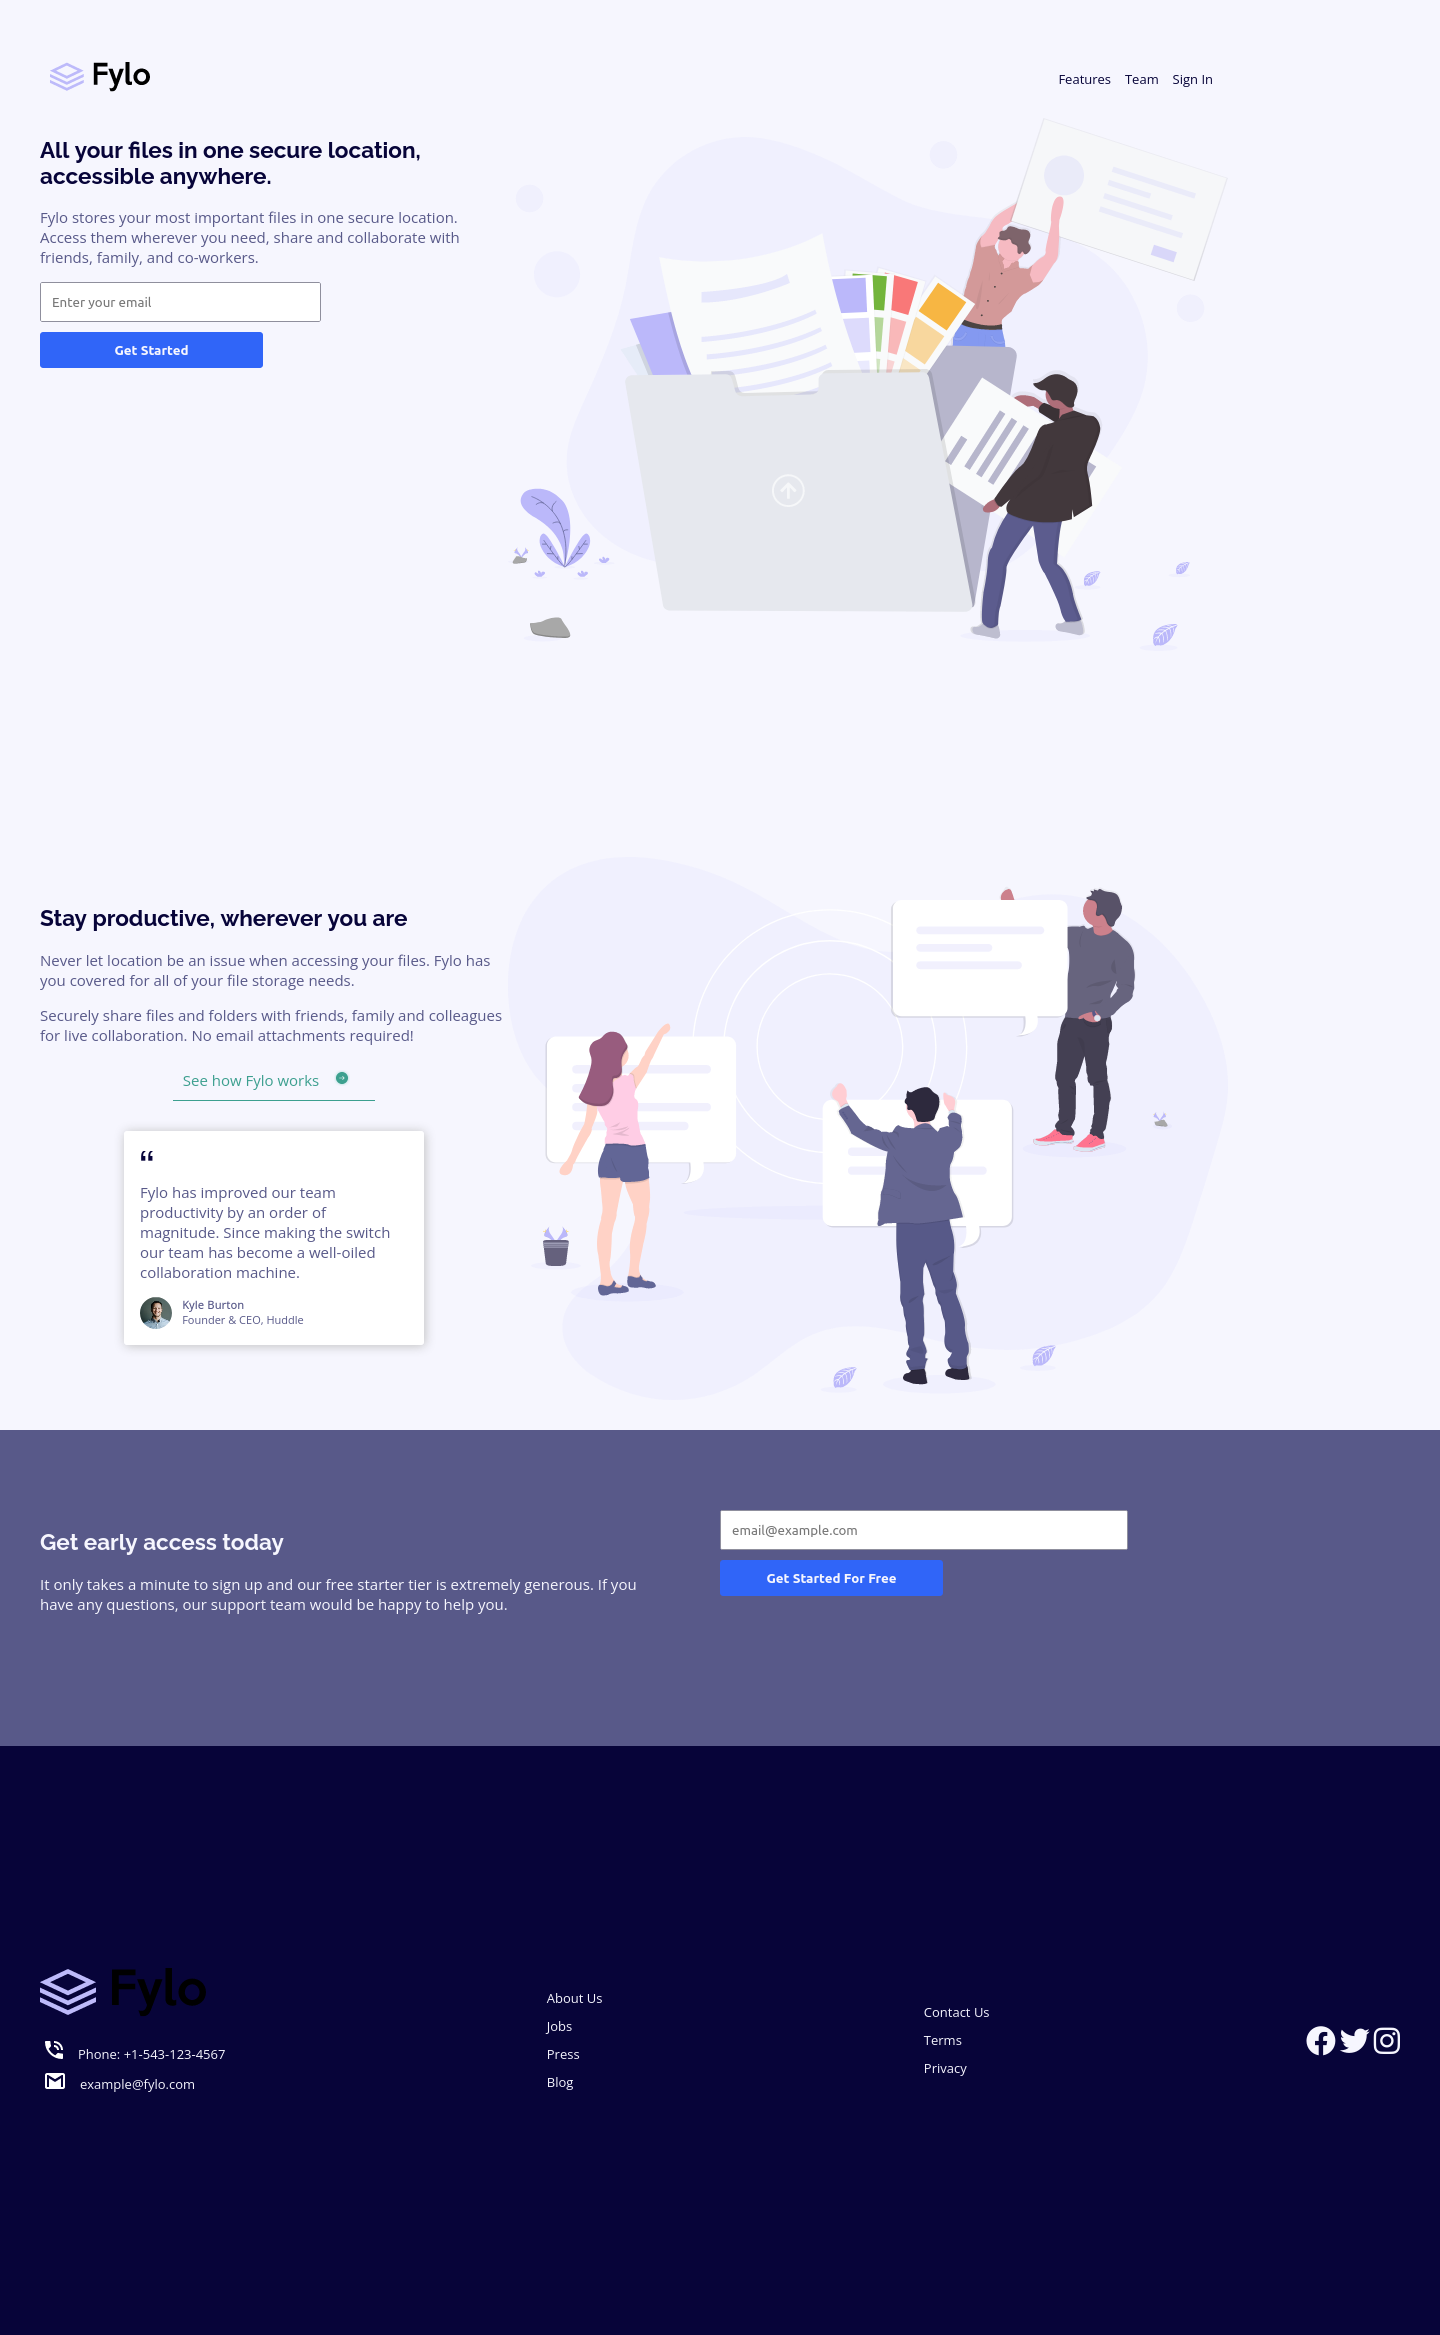 Fylo
Features Team Sign In
All your files in one secure location,
accessible anywhere.
Fylo stores your most important files in one secure location.
Access them wherever you need, share and collaborate with
friends, family, and co-workers.
Enter your email
Get Started
Stay productive, wherever you are
Never let location be an issue when accessing your files. Fylo has
you covered for all of your file storage needs.
Securely share files and folders with friends, family and colleagues
for live collaboration. No email attachments required!
See how Fylo works
“
Fylo has improved our team
productivity by an order of
magnitude. Since making the switch
our team has become a well-oiled
collaboration machine.
Kyle Burton
Founder & CEO, Huddle
Get early access today
It only takes a minute to sign up and our free starter tier is extremely generous. If you
have any questions, our support team would be happy to help you.
email@example.com
Get Started For Free
Fylo
Phone: +1-543-123-4567
example@fylo.com
About Us
Jobs
Press
Blog
Contact Us
Terms
Privacy